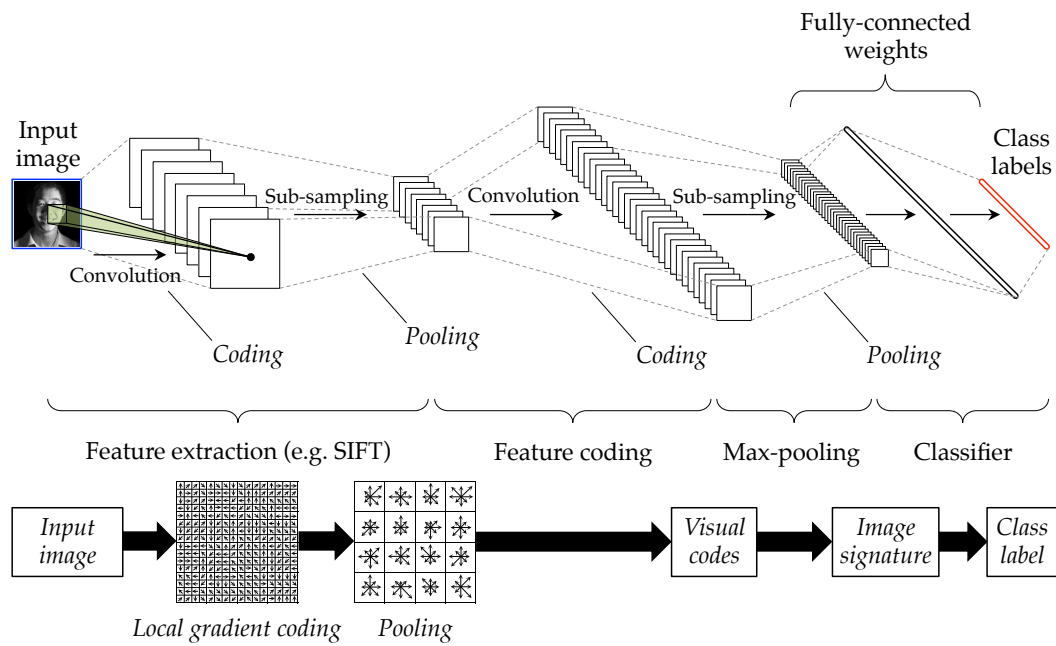 Fully-connected
weights
Input
image
Class
labels
Sub-sampling
Convolution
Sub-sampling
Convolution
Coding
Pooling
Coding
Pooling
Feature extraction (e.g. SIFT)
Feature coding
Max-pooling
Classifier
Input
image
Visual
codes
Image
signature
Class
label
Local gradient coding
Pooling